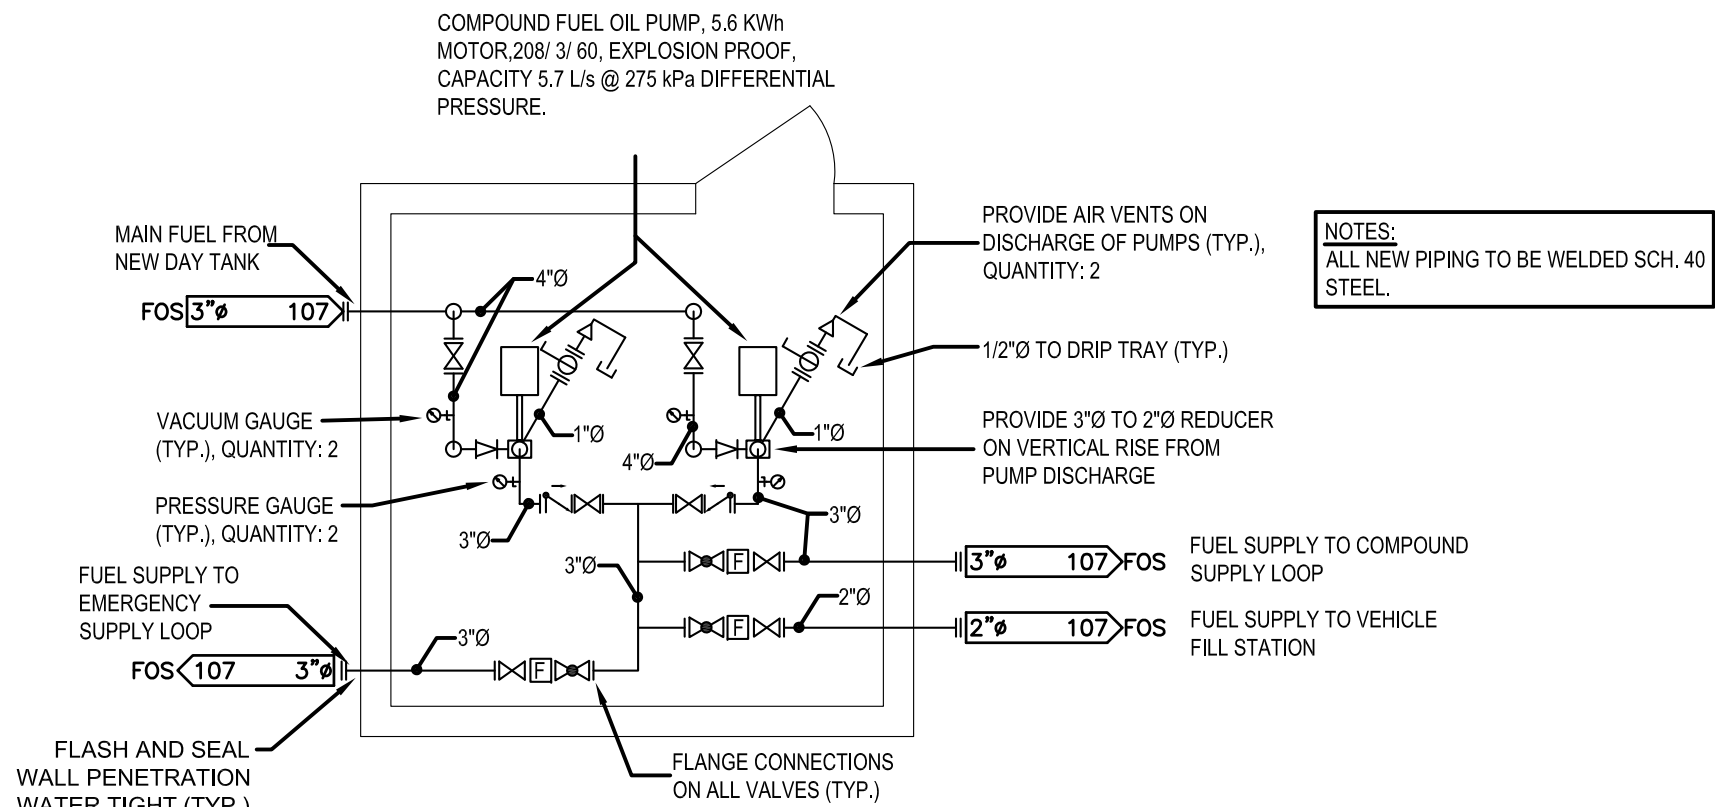 COMPOUND FUEL OIL PUMP, 5.6 KWh
MOTOR,208/ 3/ 60, EXPLOSION PROOF,
CAPACITY 5.7 L/s @ 275 kPa DIFFERENTIAL
PRESSURE.
MAIN FUEL FROM
NEW DAY TANK
FOS 3"ø 107
4"Ø
PROVIDE AIR VENTS ON
DISCHARGE OF PUMPS (TYP.),
QUANTITY: 2
NOTES:
ALL NEW PIPING TO BE WELDED SCH. 40
STEEL.
1/2"Ø TO DRIP TRAY (TYP.)
VACUUM GAUGE
(TYP.), QUANTITY: 2
1"Ø
4"Ø
1"Ø
PROVIDE 3"Ø TO 2"Ø REDUCER
ON VERTICAL RISE FROM
PUMP DISCHARGE
PRESSURE GAUGE
(TYP.), QUANTITY: 2
3"Ø
3"Ø
3"Ø
F
3"ø 107 FOS
FUEL SUPPLY TO COMPOUND
SUPPLY LOOP
FUEL SUPPLY TO
EMERGENCY
SUPPLY LOOP
2"Ø
F
2"ø 107 FOS
FUEL SUPPLY TO VEHICLE
FILL STATION
3"Ø
FOS 107 3"ø
F
FLASH AND SEAL
WALL PENETRATION
WATER TIGHT (TYP.)
FLANGE CONNECTIONS
ON ALL VALVES (TYP.)